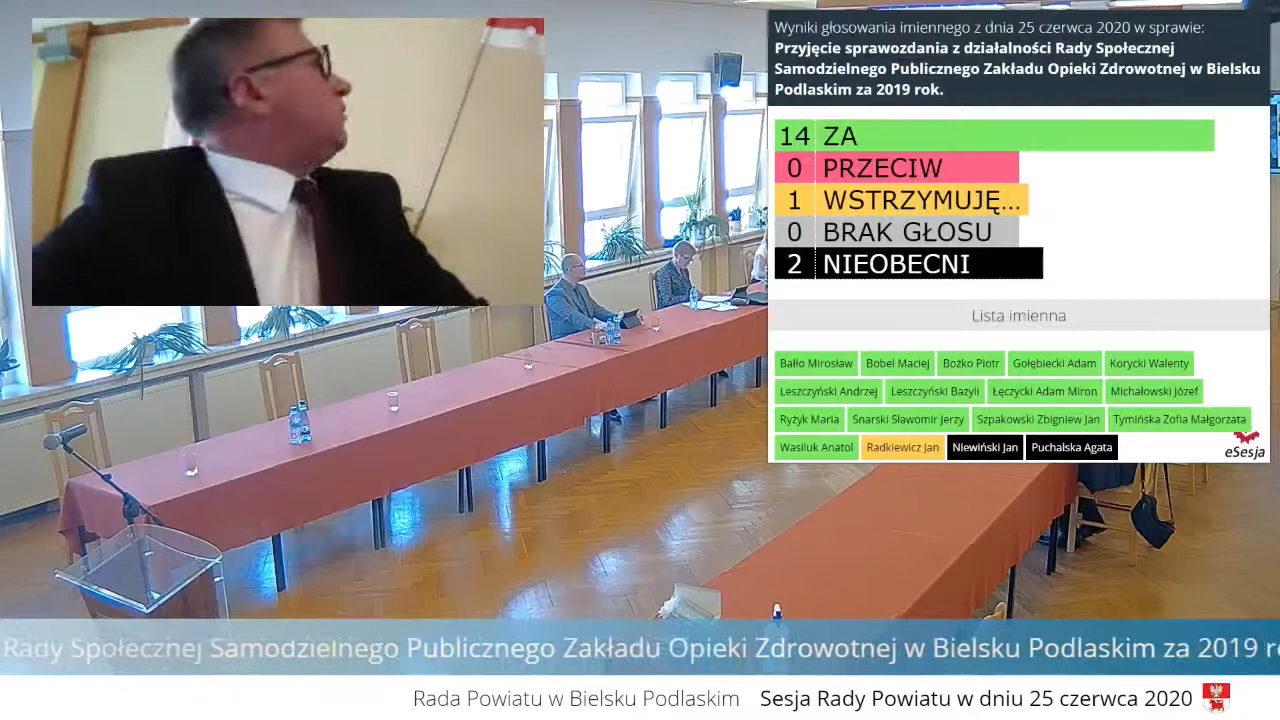 Wyniki głosowania imiennego z dnia 25 czerwca 2020 w sprawie:
Przyjęcie sprawozdania z działalności Rady Społecznej
Samodzielnego Publicznego Zakładu Opieki Zdrowotnej w Bielsku
Podlaskim za 2019 rok.
14 ZA
0 PRZECIW
1 WSTRZYMUJĘ...
0 BRAK GŁOSU
2 NIEOBECNI
Lista imienna
Bałło Mirosław Bobel Maciej Bożko Piotr Gołębiecki Adam Korycki Walenty
Leszczyński Andrzej Leszczyński Bazyli Łęczycki Adam Miron Michałowski Józef
Ryżyk Maria Snarski Sławomir Jerzy Szpakowski Zbigniew Jan Tymińska Zofia Małgorzata
Wasiluk Anatol Radkiewicz Jan Niewiński Jan Puchalska Agata
eSesja
Rady Społecznej Samodzielnego Publicznego Zakładu Opieki Zdrowotnej w Bielsku Podlaskim za 2019 r
Rada Powiatu w Bielsku Podlaskim Sesja Rady Powiatu w dniu 25 czerwca 2020